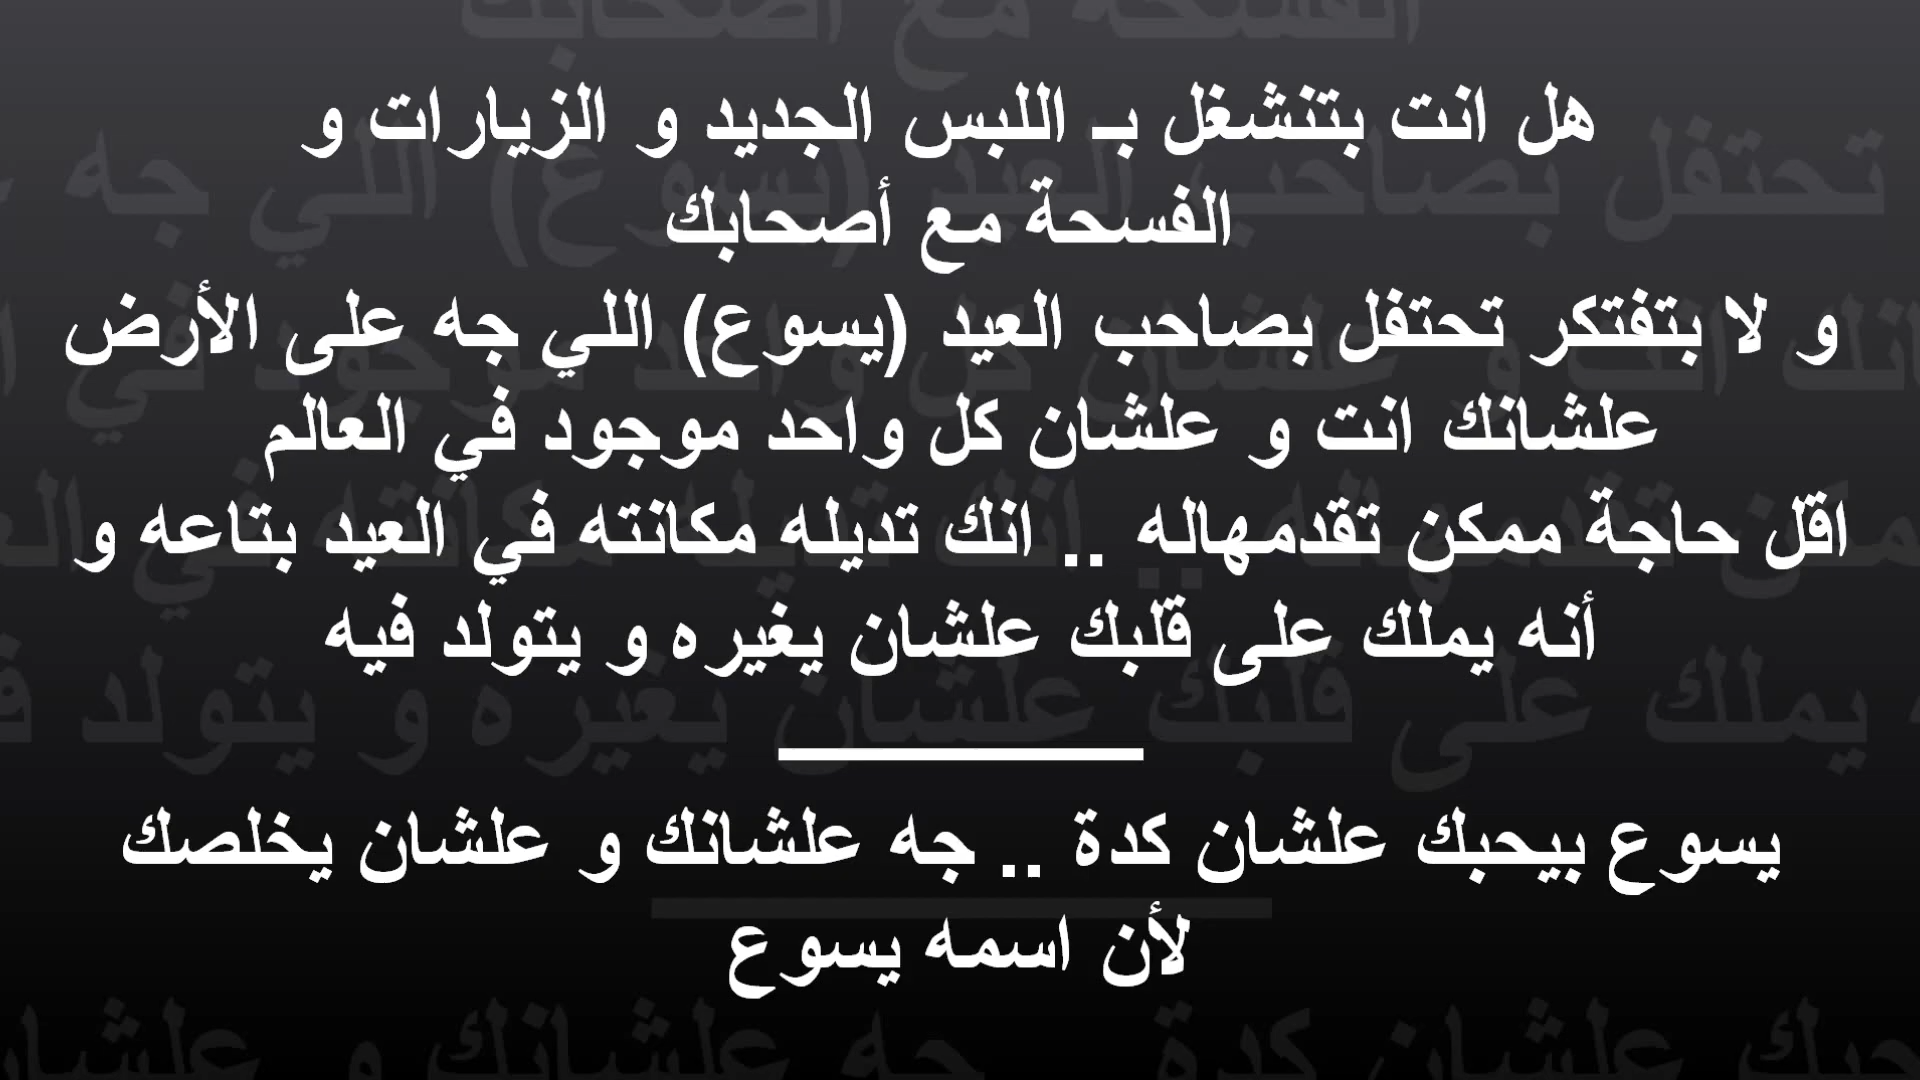 هل انت بتنشغل بـ اللبس الجديد و الزيارات و
الفسحة مع أصحابك
و لا بتفتكر تحتفل بصاحب العيد (يسوع) اللي جه على الأرض
علشانك انت و علشان كل واحد موجود في العالم
اقل حاجة ممكن تقدمهاله .. انك تديله مكانته في العيد بتاعه و
أنه يملك على قلبك علشان يغيره و يتولد فيه
يسوع بيحبك علشان كدة .. جه علشانك و علشان يخلصك
لأن اسمه يسوع